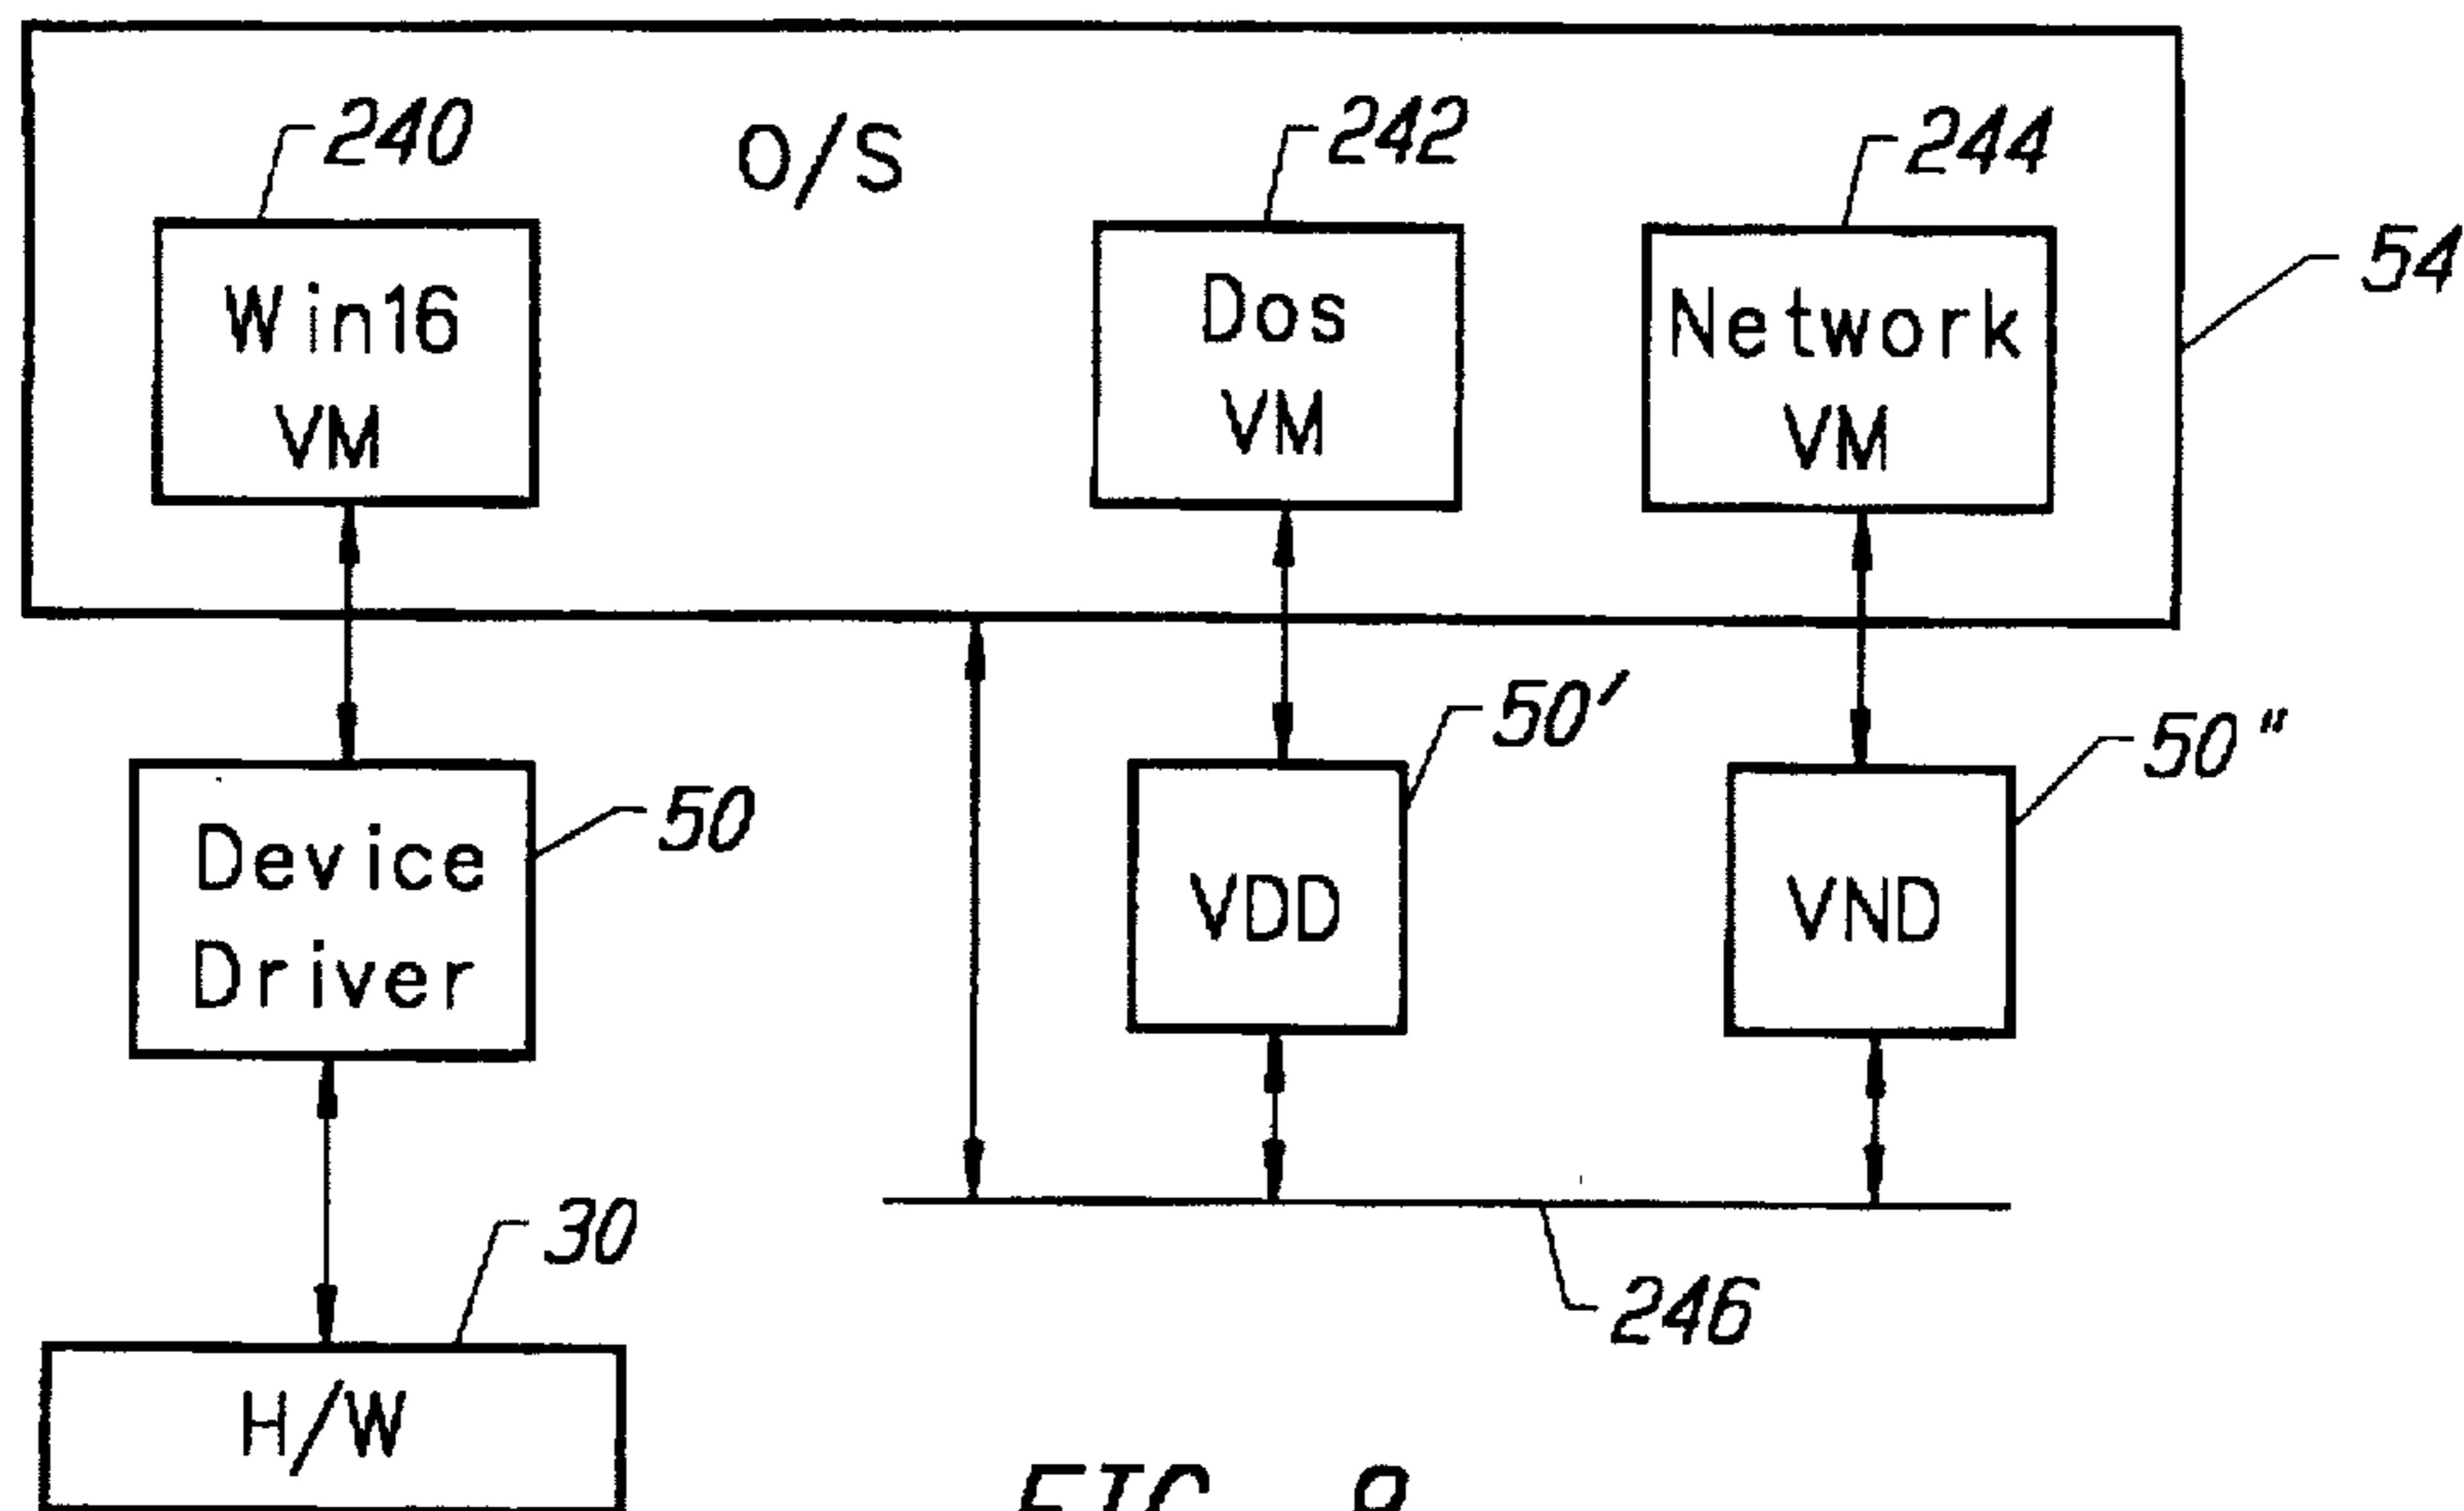 240
O/S
242
244
54
Win16
VM
Dos
VM
Network
VM
50'
50"
50
Device
Driver
VDD
VND
30
246
H/W